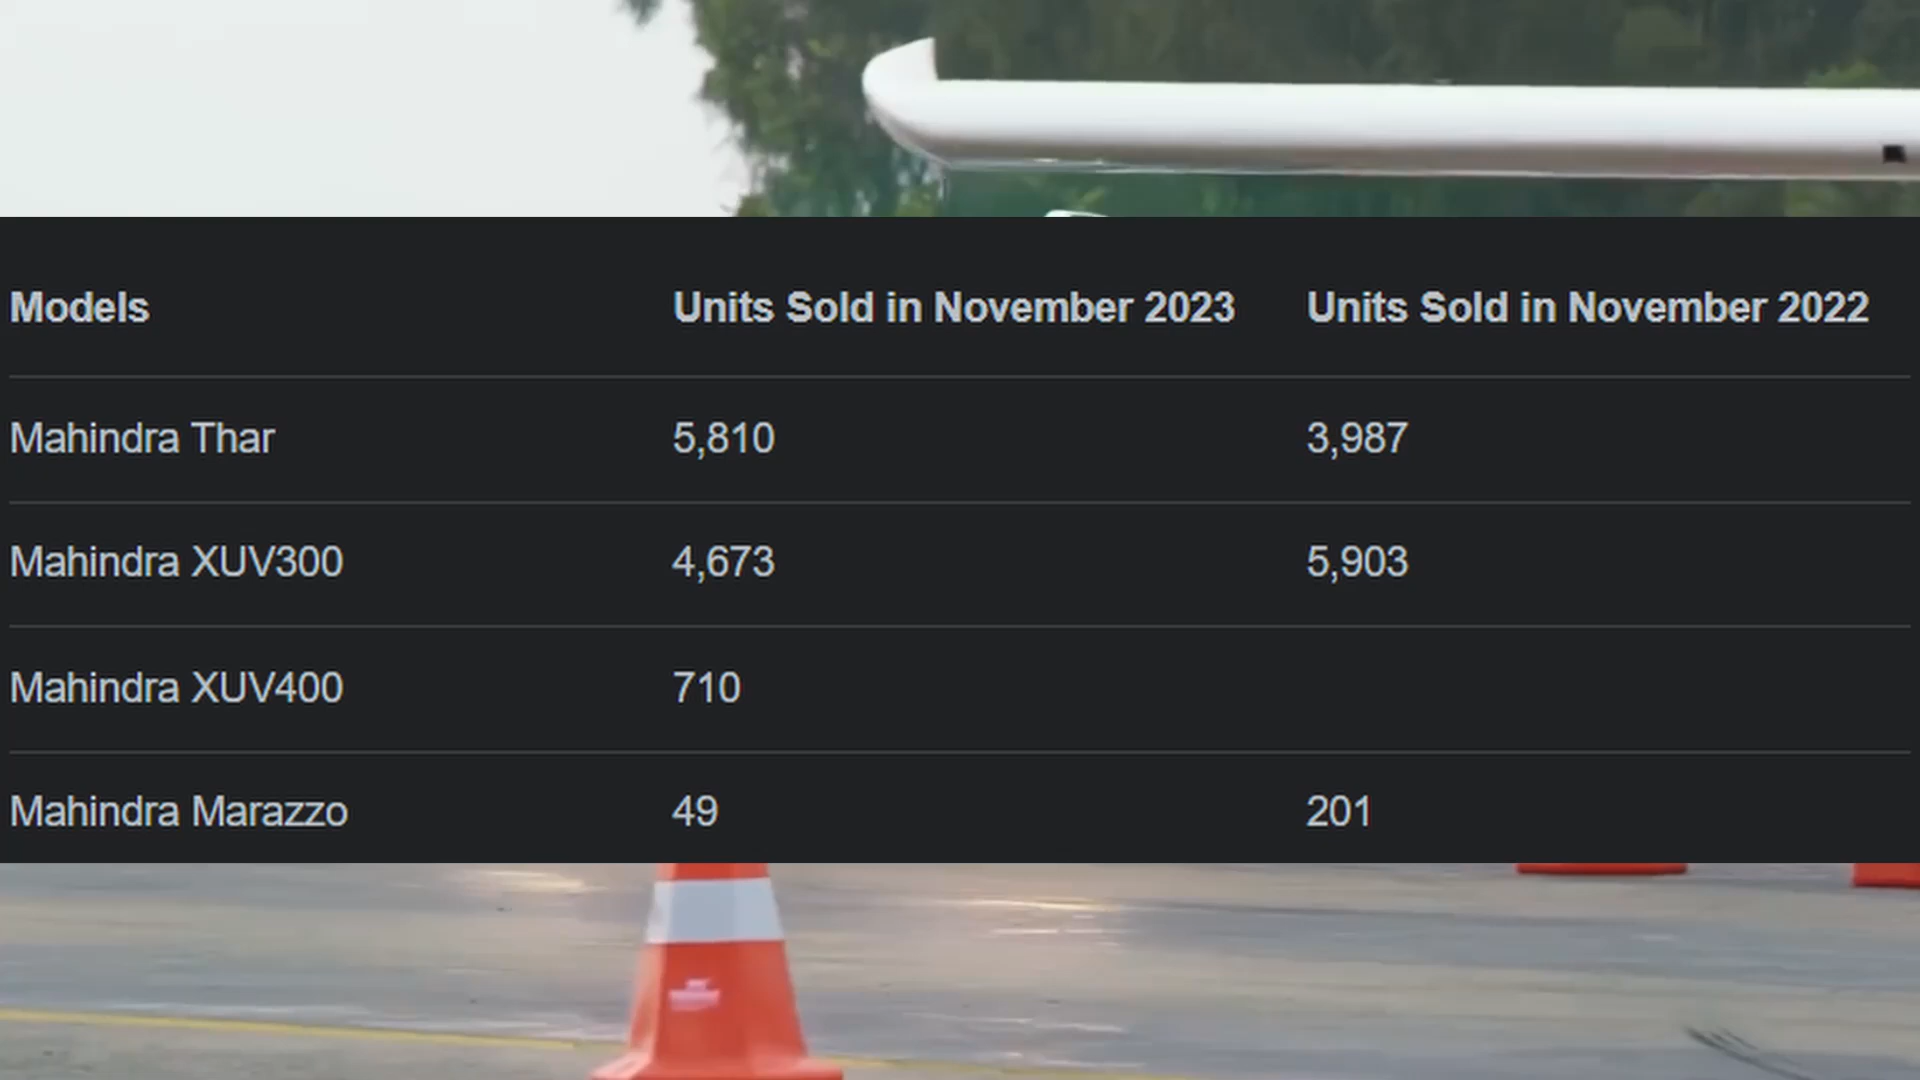 Models Units Sold in November 2023 Units Sold in November 2022
Mahindra Thar 5,810 3,987
Mahindra XUV300 4,673 5,903
Mahindra XUV400 710
Mahindra Marazzo 49 201